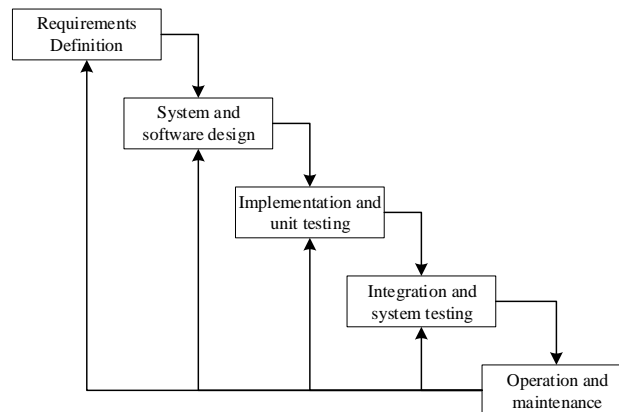 Requirements
Definition
System and
software design
Implementation and
unit testing
Integration and
system testing
Operation and
maintenance